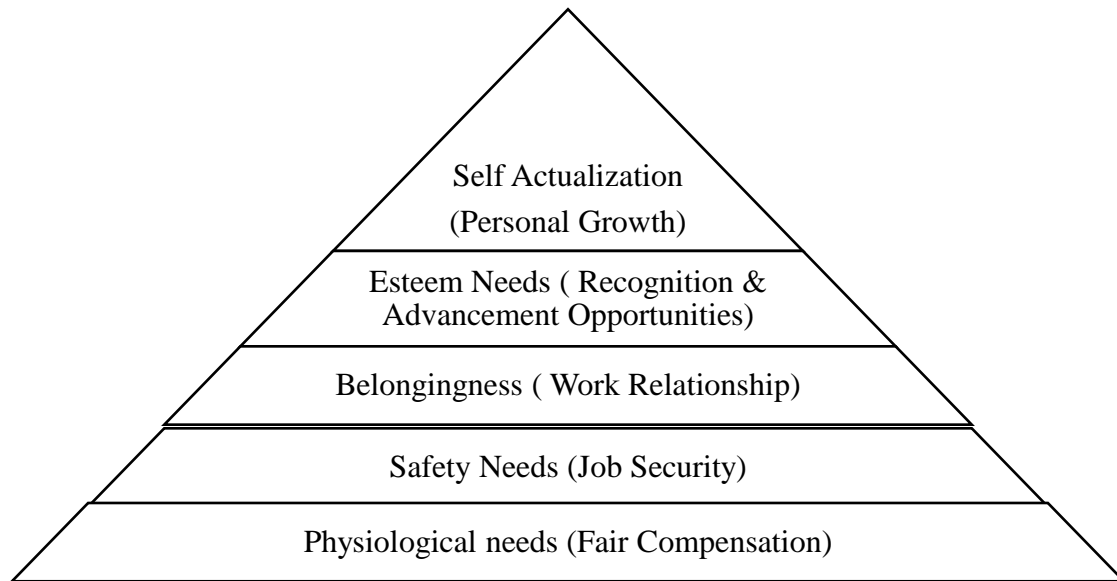 Self Actualization
(Personal Growth)
Esteem Needs ( Recognition &
Advancement Opportunities)
Belongingness ( Work Relationship)
Safety Needs (Job Security)
Physiological needs (Fair Compensation)